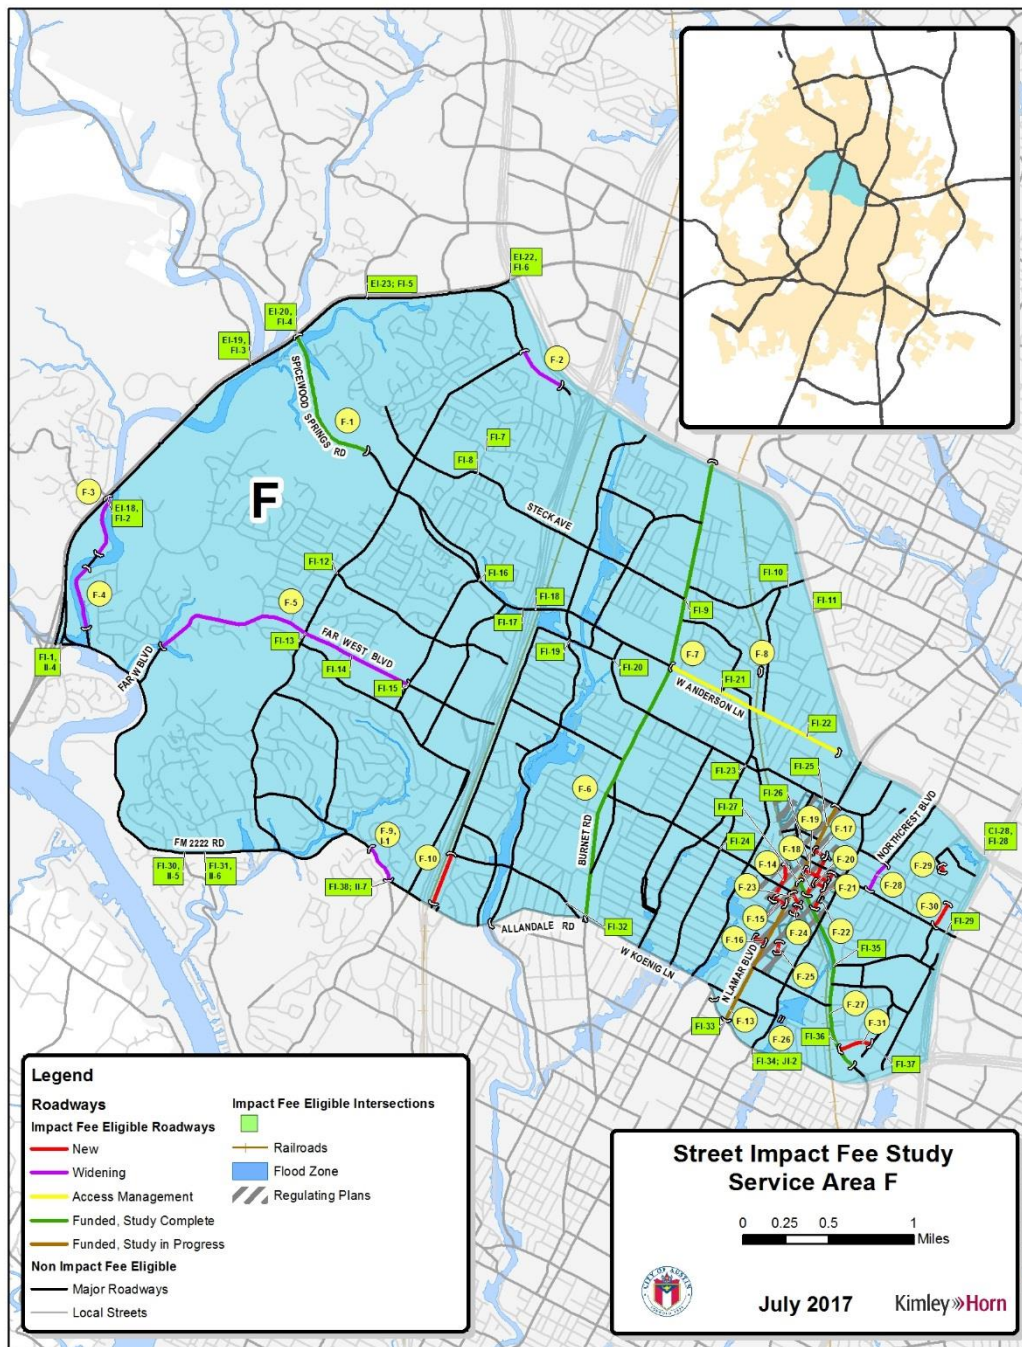 EI-22,
FI-6
EI-23; FI-5
EI-20,
FI-4
EI-19,
FI-3
F-2
SPICEWOOD SPRINGS RD
F-1
FI-7
FI-8
F-3
EI-18,
FI-2
F
STECK AVE
FI-12
FI-16
FI-10
FI-11
F-4
F-5
FI-18
FI-17
FI-9
FI-13
FAR WEST BLVD
FI-14
FI-15
FI-19
FI-20
F-7
F-8
FI-21
W ANDERSON LN
FI-1,
II-4
FAR W BLVD
FI-22
FI-23
FI-25
FI-26
FI-27
F-6
BURNET RD
F-19
F-17
NORTHCREST BLVD
CI-28,
FI-28
FM 2222 RD
FI-30,
II-5
FI-31,
II-6
F-9,
I-1
F-10
FI-24
F-18
F-14
F-20
F-29
F-23
F-21
F-28
FI-38; II-7
F-30
FI-29
F-15
F-24
F-22
ALLANDALE RD
FI-32
F-16
FI-35
W KOENIG LN
N LAMAR BLVD
F-25
F-27
FI-33
F-13
F-26
FI-36
F-31
FI-34; JI-2
FI-37
Legend
Roadways
Impact Fee Eligible Roadways
New
Widening
Access Management
Funded, Study Complete
Funded, Study in Progress
Non Impact Fee Eligible
Major Roadways
Local Streets
Impact Fee Eligible Intersections
Railroads
Flood Zone
Regulating Plans
Street Impact Fee Study
Service Area F
0 0.25 0.5 1
Miles
CITY OF AUSTIN
July 2017
Kimley»Horn